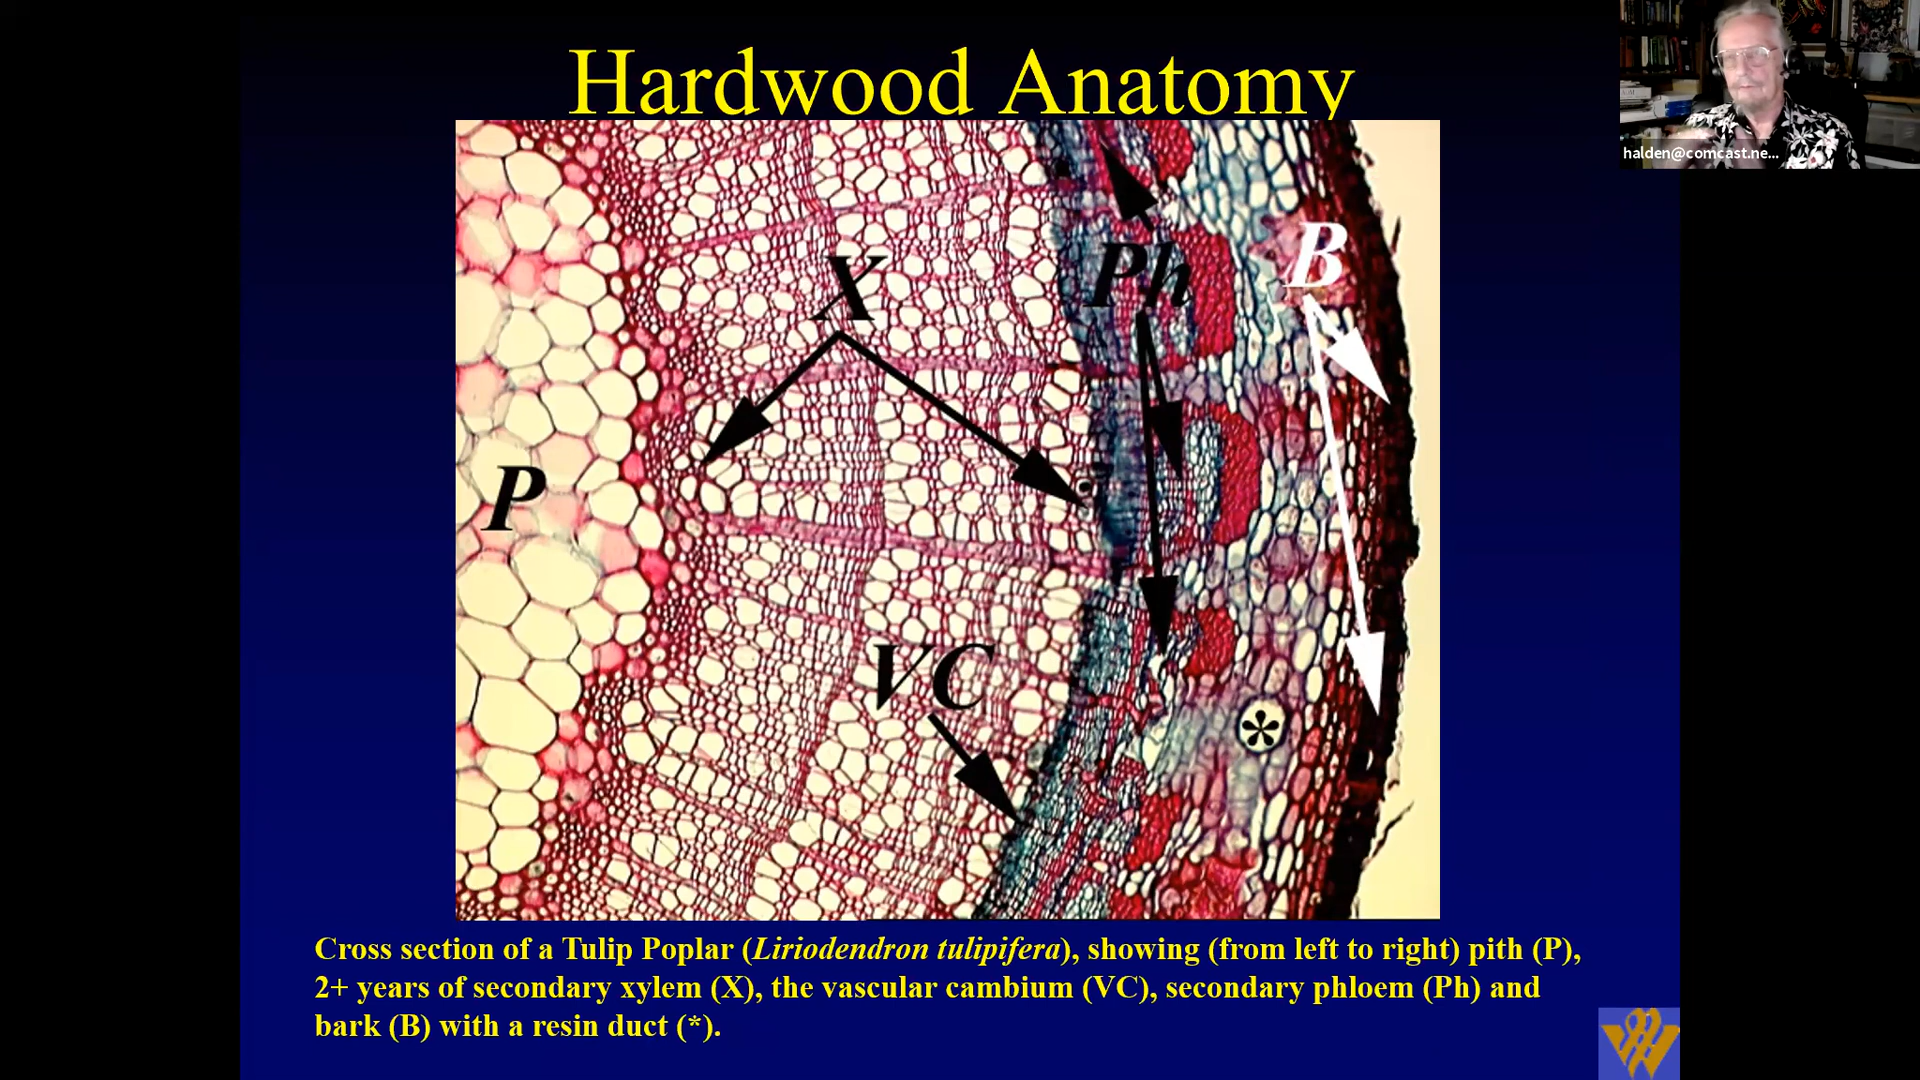 Hardwood Anatomy
halden@comcast.ne...
B
Ph
X
P
VC
*
Cross section of a Tulip Poplar (Liriodendron tulipifera), showing (from left to right) pith (P),
2+ years of secondary xylem (X), the vascular cambium (VC), secondary phloem (Ph) and
bark (B) with a resin duct (*).